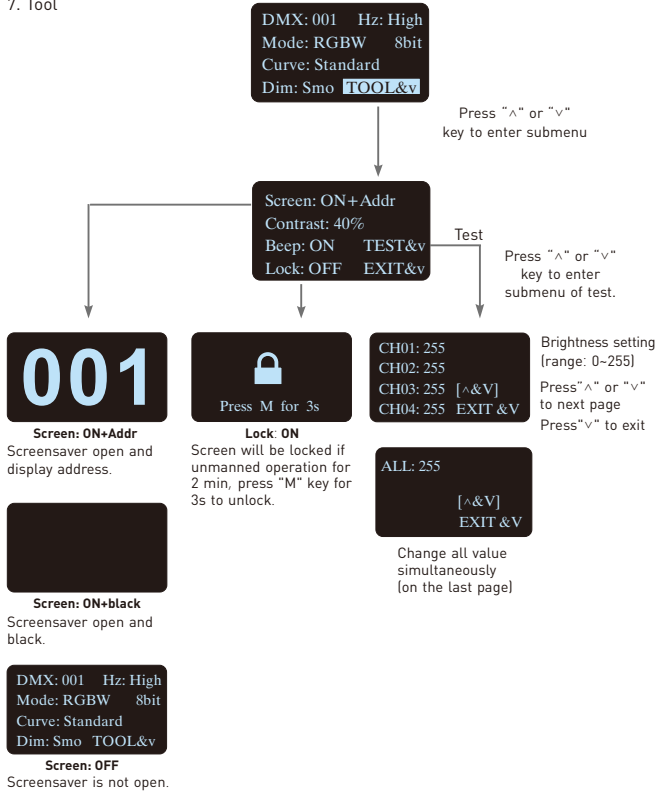 7. Tool
DMX: 001 Hz: High
Mode: RGBW 8bit
Curve: Standard
Dim: Smo TOOL&v
Press "^" or "v"
key to enter submenu
Screen: ON+Addr
Contrast: 40%
Beep: ON TEST&v
Lock: OFF EXIT&v
Test
Press "^" or "v"
key to enter
submenu of test.
001
Screen: ON+Addr
Screensaver open and
display address.
Press M for 3s
Lock: ON
Screen will be locked if
unmanned operation for
2 min, press "M" key for
3s to unlock.
CH01: 255
CH02: 255
CH03: 255 [^&V]
CH04: 255 EXIT &V
Brightness setting
(range: 0~255)
Press"^" or "v"
to next page
Press"v" to exit
ALL: 255
[^&V]
EXIT &V
Change all value
simultaneously
(on the last page)
Screen: ON+black
Screensaver open and
black.
DMX: 001 Hz: High
Mode: RGBW 8bit
Curve: Standard
Dim: Smo TOOL&v
Screen: OFF
Screensaver is not open.